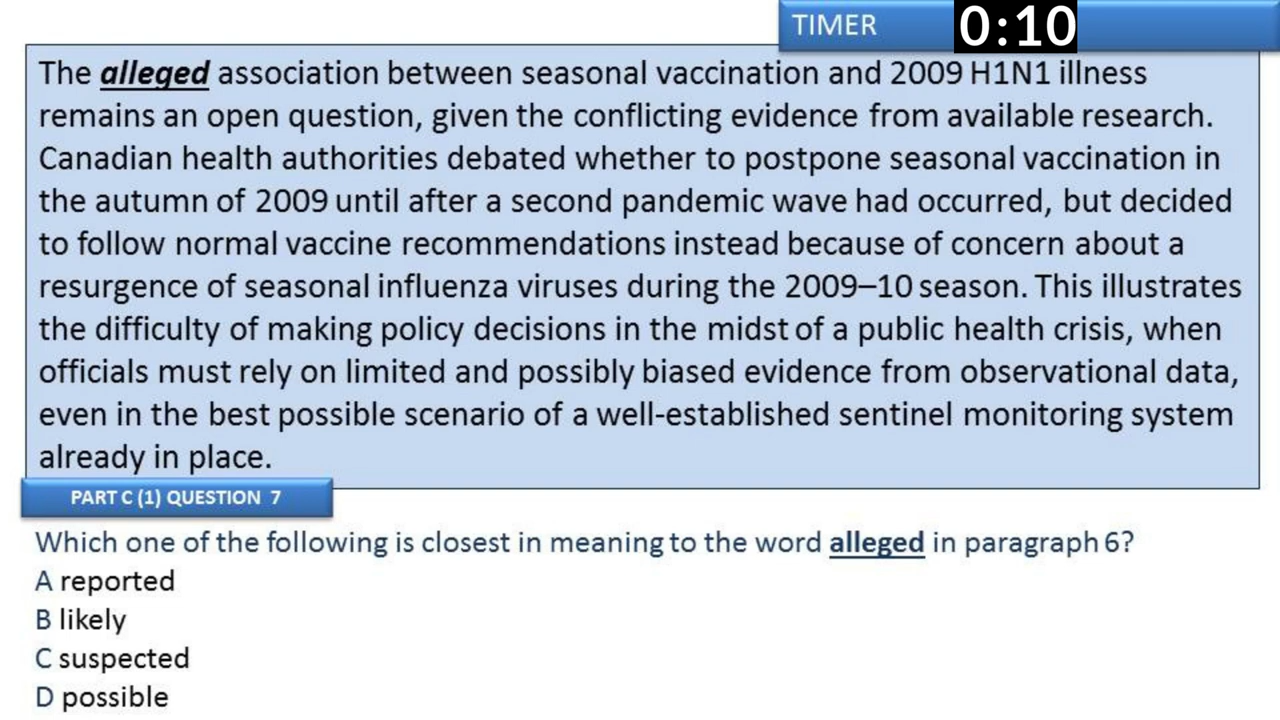 TIMER 0:10
The alleged association between seasonal vaccination and 2009 H1N1 illness
remains an open question, given the conflicting evidence from available research.
Canadian health authorities debated whether to postpone seasonal vaccination in
the autumn of 2009 until after a second pandemic wave had occurred, but decided
to follow normal vaccine recommendations instead because of concern about a
resurgence of seasonal influenza viruses during the 2009–10 season. This illustrates
the difficulty of making policy decisions in the midst of a public health crisis, when
officials must rely on limited and possibly biased evidence from observational data,
even in the best possible scenario of a well-established sentinel monitoring system
already in place.
PART C (1) QUESTION 7
Which one of the following is closest in meaning to the word alleged in paragraph 6?
A reported
B likely
C suspected
D possible